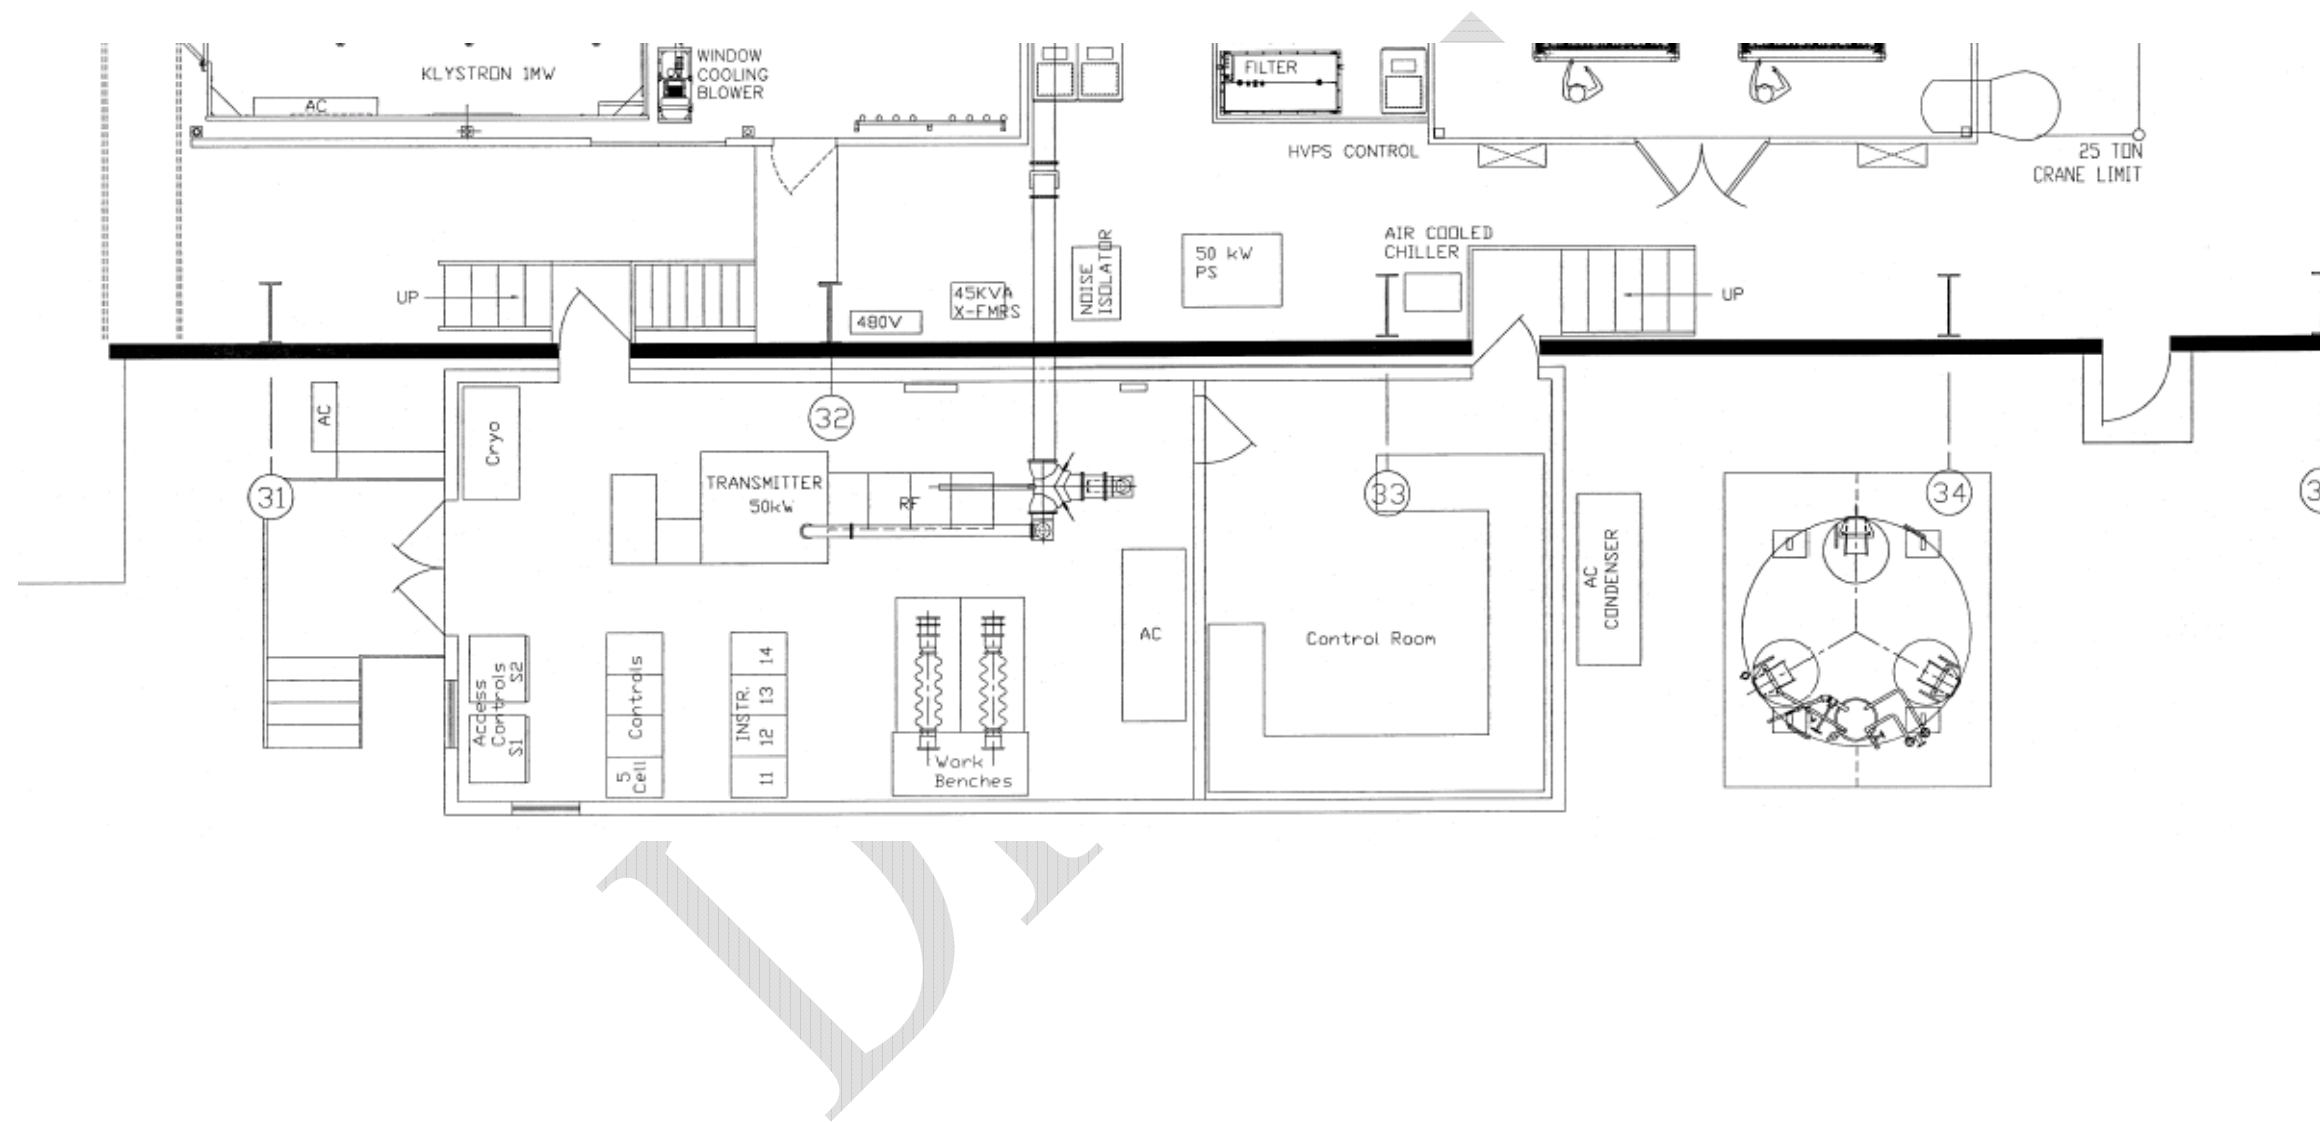 KLYSTRON 1MW
AC
WINDOW
COOLING
BLOWER
FILTER
HVPS CONTROL
25 TON
CRANE LIMIT
UP
480V
45KVA
X-FMRS
NOISE
ISOLATOR
50 kW
PS
AIR COOLED
CHILLER
UP
AC
31
Cryo
32
TRANSMITTER
50kW
RF
33
34
AC
CONDENSER
Access
Controls
S2
S1
Controls
5
Cell
INSTR.
14
13
12
11
Work
Benches
AC
Control Room